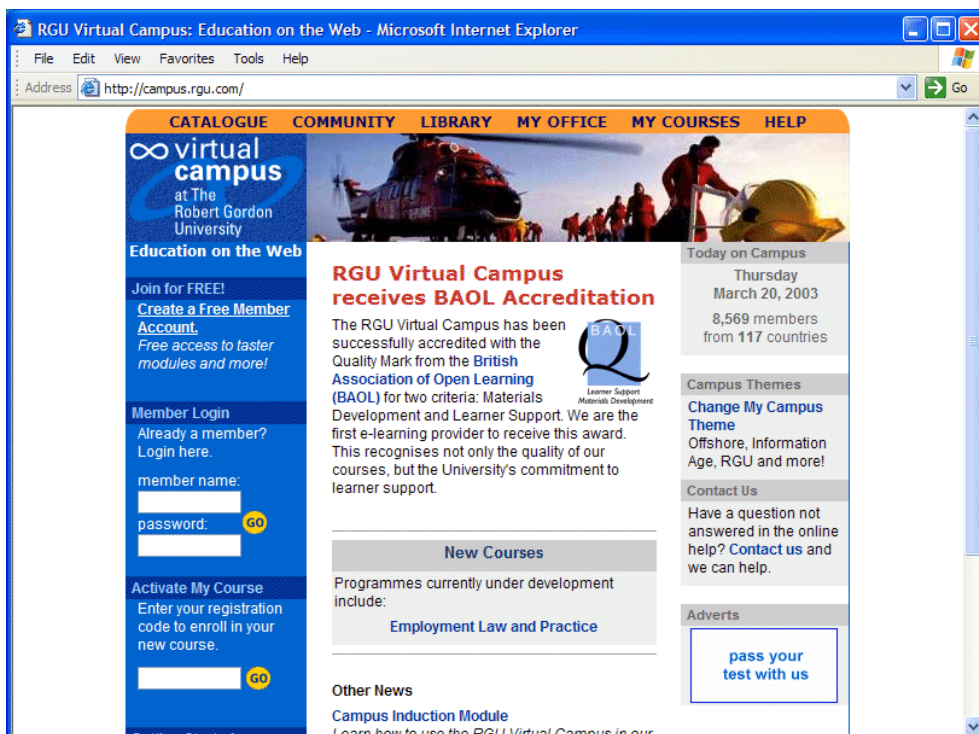 RGU Virtual Campus: Education on the Web - Microsoft Internet Explorer
File Edit View Favorites Tools Help
Address http://campus.rgu.com/ Go
CATALOGUE COMMUNITY LIBRARY MY OFFICE MY COURSES HELP
virtual
campus
at The
Robert Gordon
University
Education on the Web
Join for FREE!
Create a Free Member
Account.
Free access to taster
modules and more!
Member Login
Already a member?
Login here.
member name:
password:
GO
Activate My Course
Enter your registration
code to enroll in your
new course.
GO
RGU Virtual Campus
receives BAOL Accreditation
The RGU Virtual Campus has been
successfully accredited with the
Quality Mark from the British
Association of Open Learning
(BAOL) for two criteria: Materials
Development and Learner Support. We are the
first e-learning provider to receive this award.
This recognises not only the quality of our
courses, but the University's commitment to
learner support.
BAOL
Q
Learner Support
Materials Development
New Courses
Programmes currently under development
include:
Employment Law and Practice
Other News
Campus Induction Module
Learn how to use the RGU Virtual Campus in our
Today on Campus
Thursday
March 20, 2003
8,569 members
from 117 countries
Campus Themes
Change My Campus
Theme
Offshore, Information
Age, RGU and more!
Contact Us
Have a question not
answered in the online
help? Contact us and
we can help.
Adverts
pass your
test with us